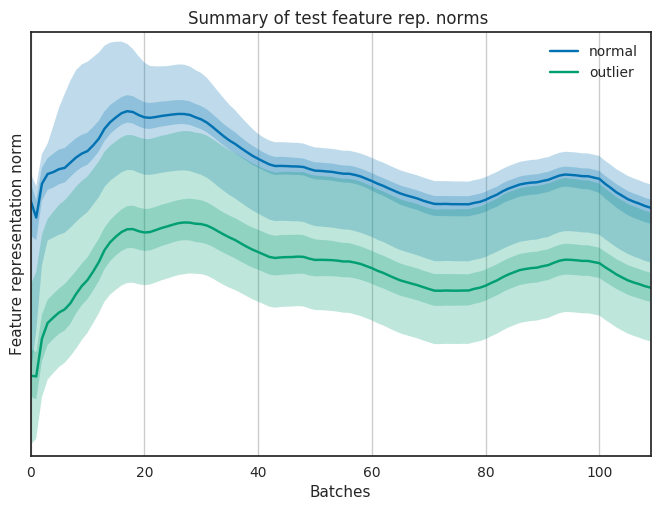 Summary of test feature rep. norms
normal
outlier
Feature representation norm
0 20 40 60 80 100
Batches